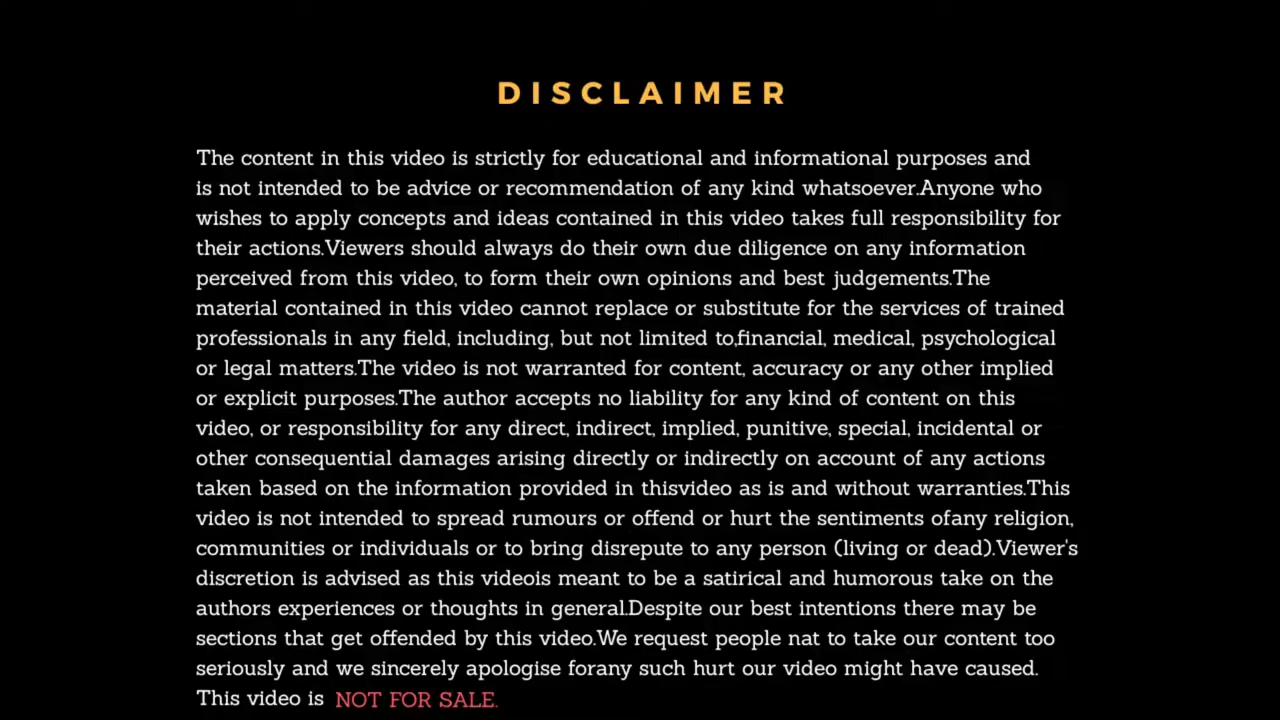 DISCLAIMER
The content in this video is strictly for educational and informational purposes and
is not intended to be advice or recommendation of any kind whatsoever.Anyone who
wishes to apply concepts and ideas contained in this video takes full responsibility for
their actions.Viewers should always do their own due diligence on any information
perceived from this video, to form their own opinions and best judgements.The
material contained in this video cannot replace or substitute for the services of trained
professionals in any field, including, but not limited to,financial, medical, psychological
or legal matters.The video is not warranted for content, accuracy or any other implied
or explicit purposes.The author accepts no liability for any kind of content on this
video, or responsibility for any direct, indirect, implied, punitive, special, incidental or
other consequential damages arising directly or indirectly on account of any actions
taken based on the information provided in thisvideo as is and without warranties.This
video is not intended to spread rumours or offend or hurt the sentiments ofany religion,
communities or individuals or to bring disrepute to any person (living or dead).Viewer's
discretion is advised as this videois meant to be a satirical and humorous take on the
authors experiences or thoughts in general.Despite our best intentions there may be
sections that get offended by this video.We request people nat to take our content too
seriously and we sincerely apologise forany such hurt our video might have caused.
This video is NOT FOR SALE.